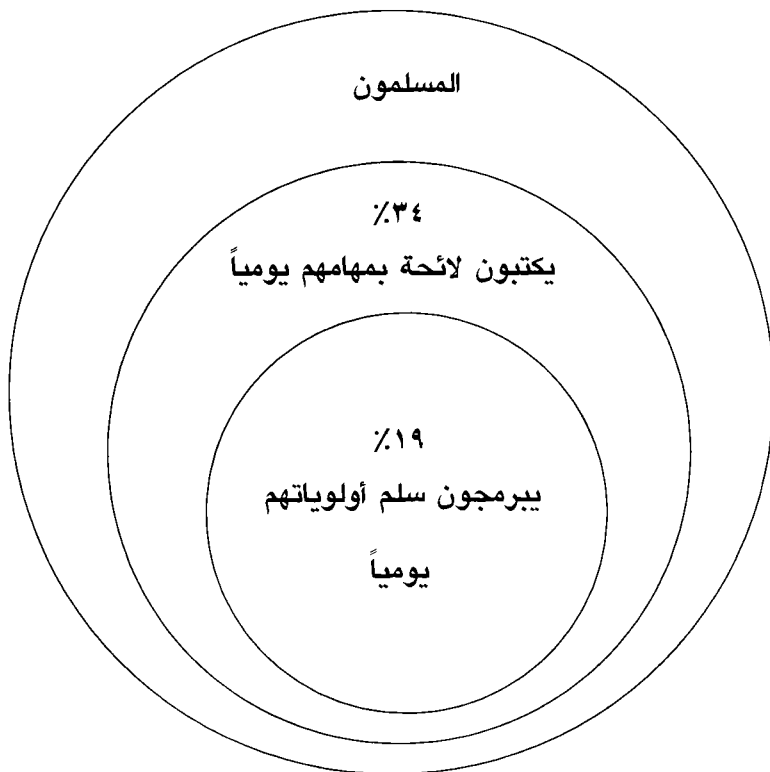 المسلمون
٣٤٪
يكتبون لائحة بمهامهم يومياً
١٩٪
يبرمجون سلم أولوياتهم
يومياً